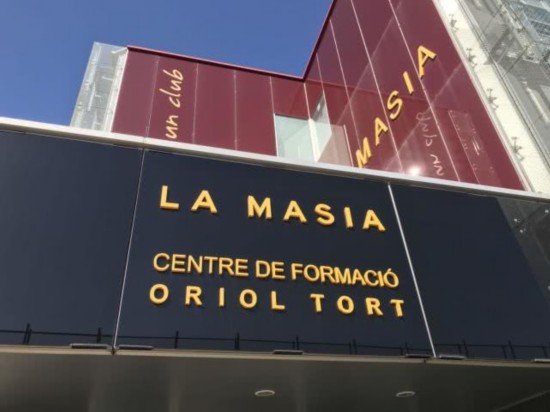 un club
MASIA
LA MASIA
CENTRE DE FORMACIÓ
ORIOL TORT